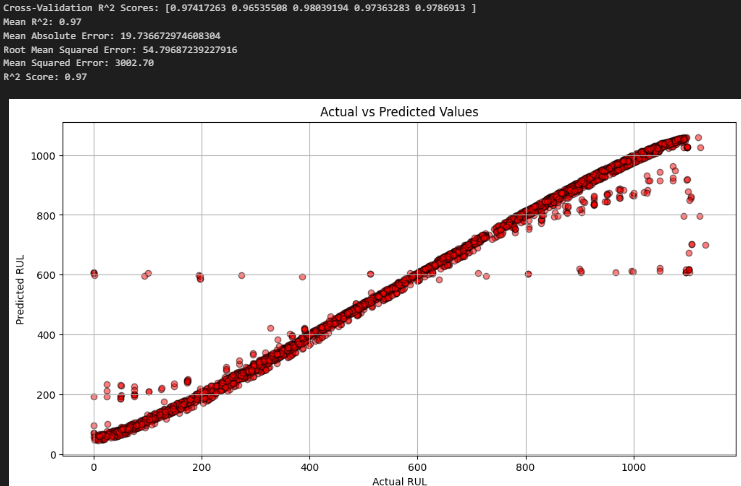 Cross-Validation R^2 Scores: [0.97417263 0.96535508 0.98039194 0.97363283 0.9786913 ]
Mean R^2: 0.97
Mean Absolute Error: 19.736672974608304
Root Mean Squared Error: 54.79687239227916
Mean Squared Error: 3002.70
R^2 Score: 0.97
Actual vs Predicted Values
1000
800
600
400
200
0
Predicted RUL
0 200 400 600 800 1000
Actual RUL